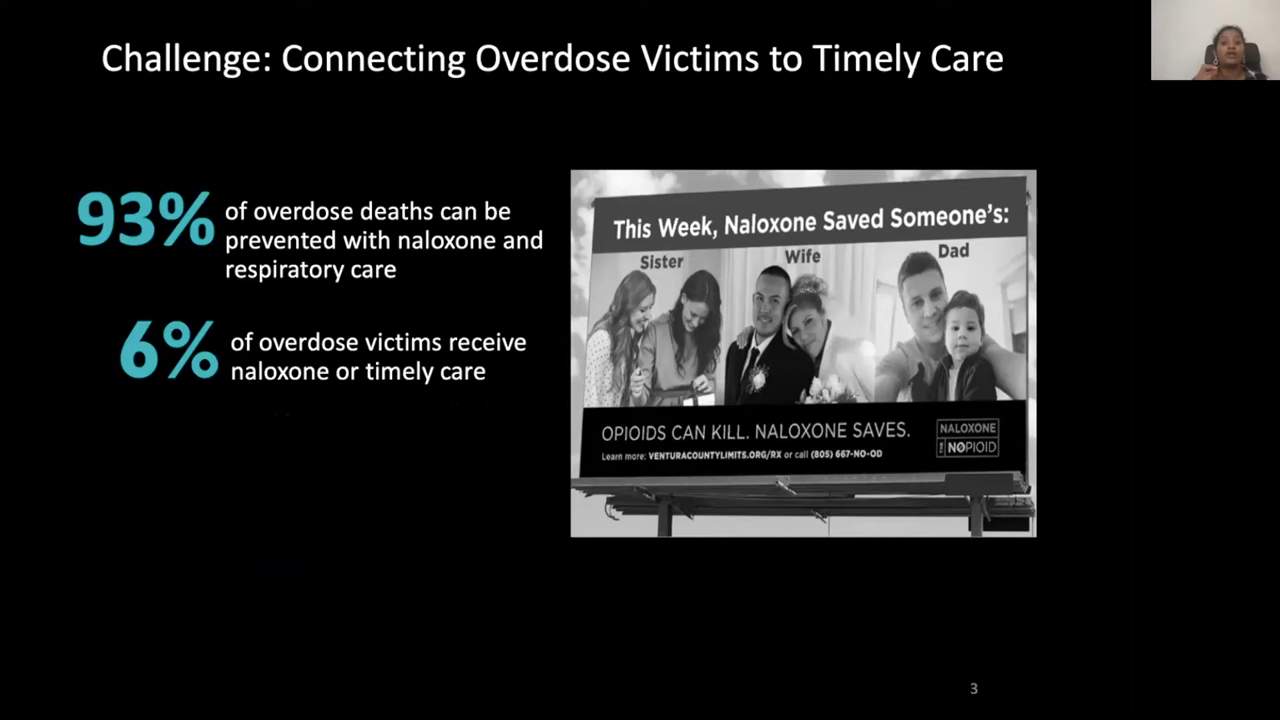 Challenge: Connecting Overdose Victims to Timely Care
93%
of overdose deaths can be
prevented with naloxone and
respiratory care
6%
of overdose victims receive
naloxone or timely care
This Week, Naloxone Saved Someone's:
Sister
Wife
Dad
OPIOIDS CAN KILL. NALOXONE SAVES.
Learn more: VENTURACOUNTYLIMITS.ORG/RX or call (805) 667-NO-OD
NALOXONE
THE NØPIOID
3